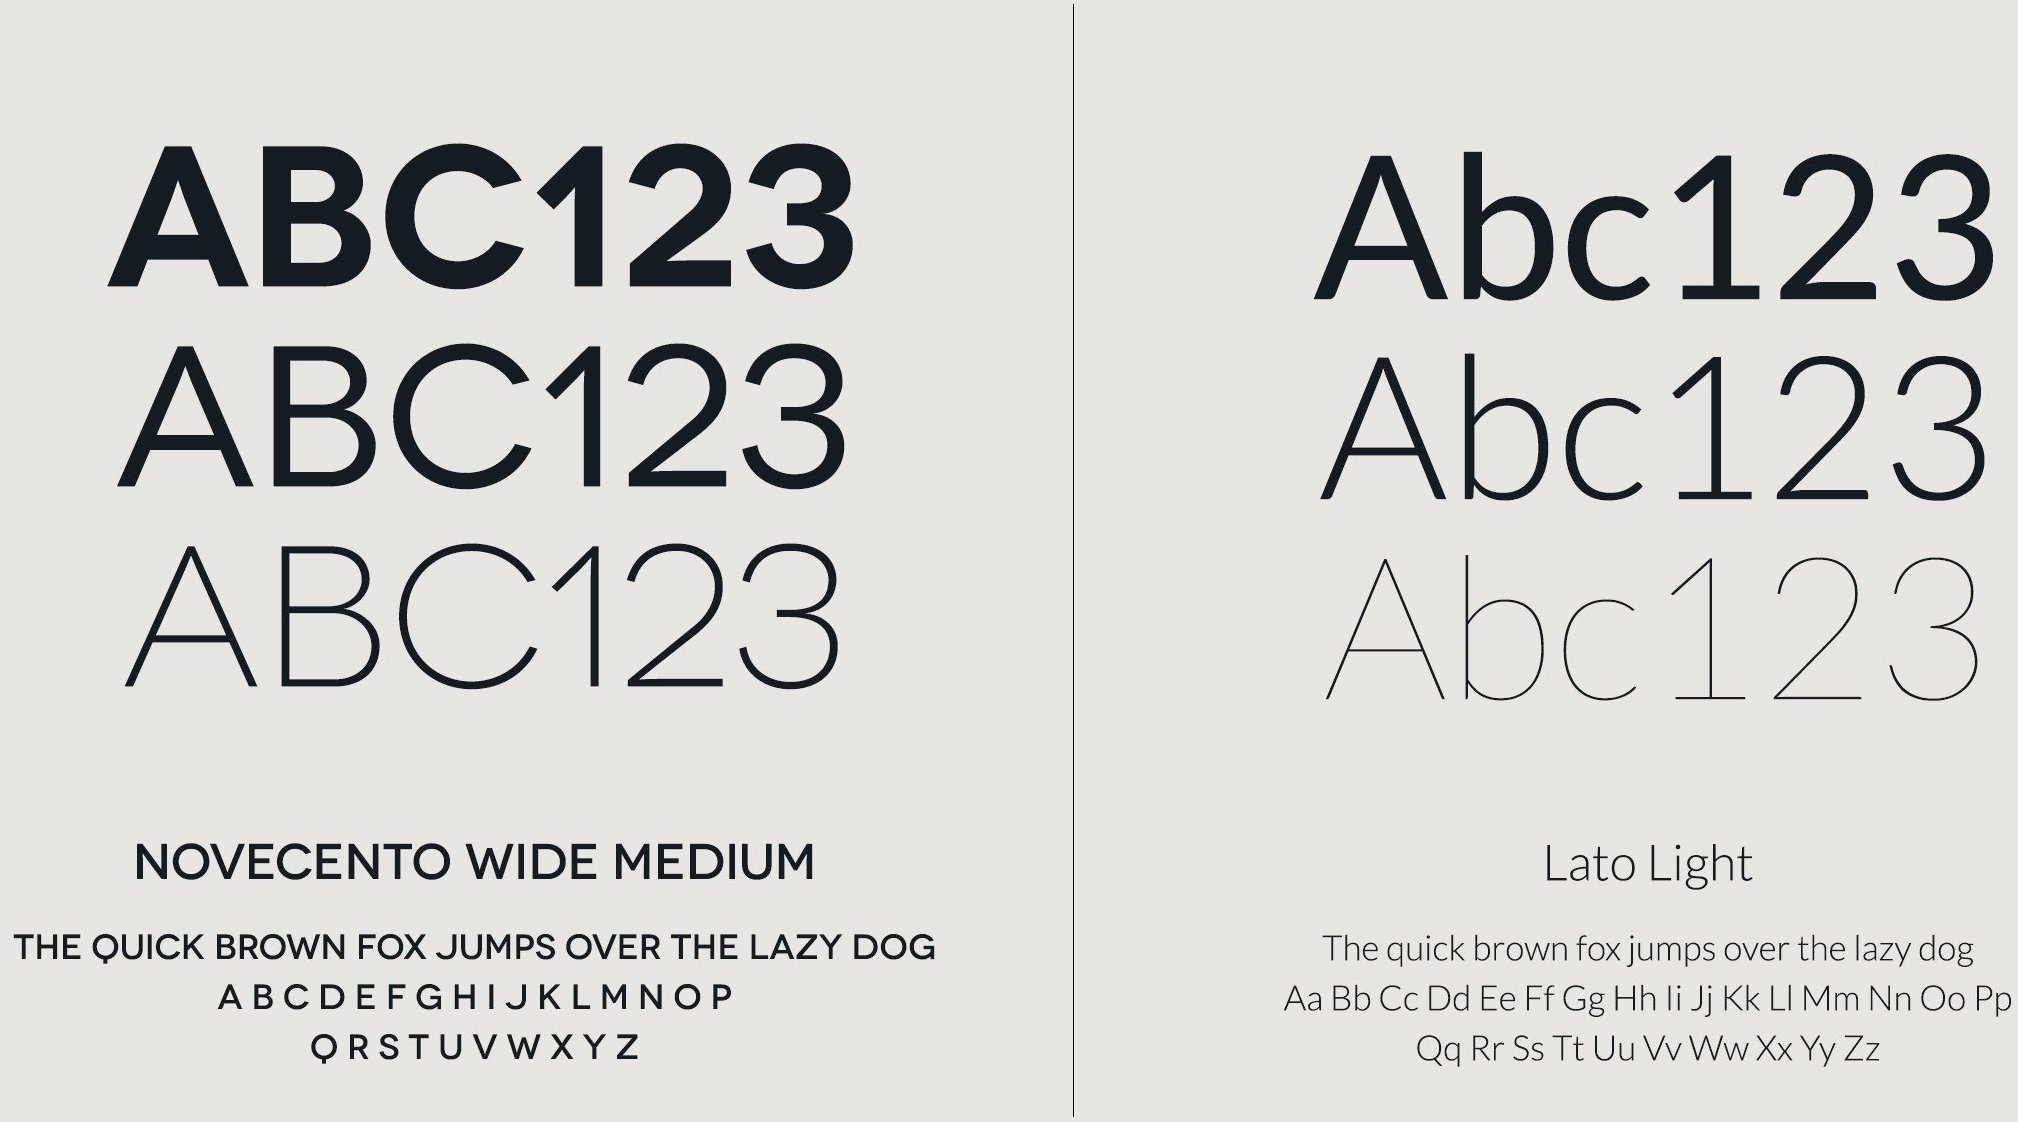 ABC123
ABC123
ABC123
NOVECENTO WIDE MEDIUM
THE QUICK BROWN FOX JUMPS OVER THE LAZY DOG
A B C D E F G H I J K L M N O P
Q R S T U V W X Y Z
Abc123
Abc123
Abc123
Lato Light
The quick brown fox jumps over the lazy dog
Aa Bb Cc Dd Ee Ff Gg Hh Ii Jj Kk Ll Mm Nn Oo Pp
Qq Rr Ss Tt Uu Vv Ww Xx Yy Zz